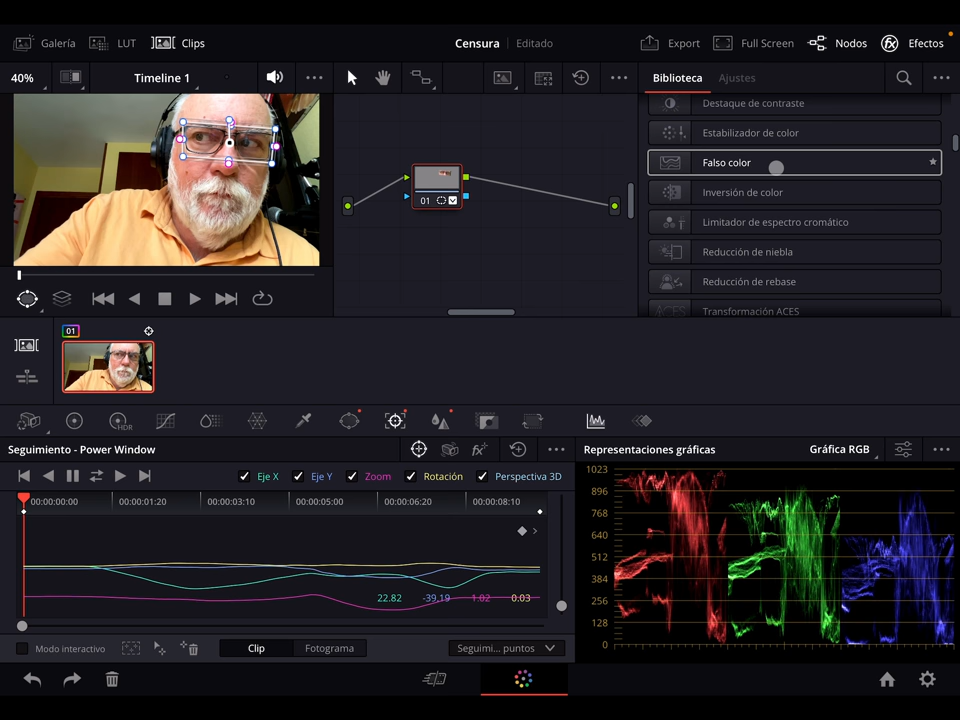 Galería LUT Clips Censura Editado Export Full Screen Nodos Efectos
40% Timeline 1 Biblioteca Ajustes
Destaque de contraste
Estabilizador de color
Falso color
Inversión de color
Limitador de espectro cromático
Reducción de niebla
Reducción de rebase
Transformación ACES
01
01
HDR
Seguimiento - Power Window
Representaciones gráficas Gráfica RGB
Eje X Eje Y Zoom Rotación Perspectiva 3D
00:00:00:00 00:00:01:20 00:00:03:10 00:00:05:00 00:00:06:20 00:00:08:10
22.82 -39.19 1.02 0.03
1023
896
768
640
512
384
256
128
0
Modo interactivo Clip Fotograma Seguimi... puntos